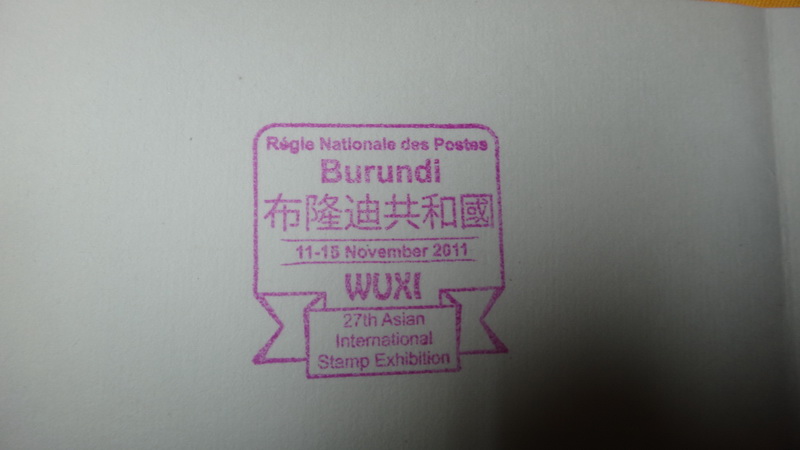 Régie Nationale des Postes
Burundi
布隆迪共和國
11-15 November 2011
WUXI
27th Asian
International
Stamp Exhibition